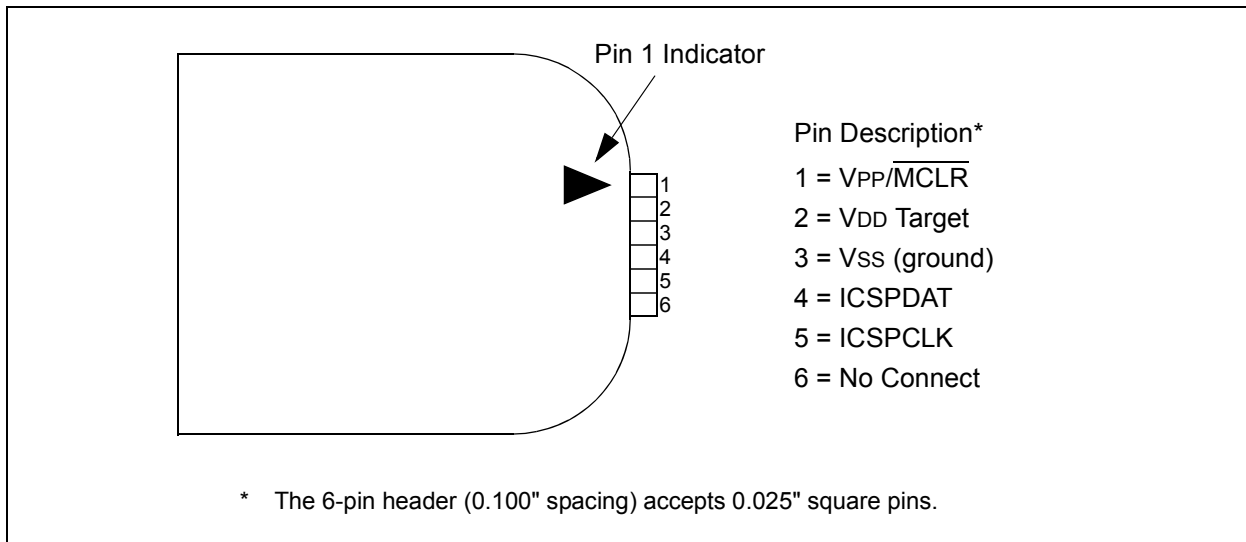 Pin 1 Indicator
Pin Description*
1 = VPP/MCLR
2 = VDD Target
3 = VSS (ground)
4 = ICSPDAT
5 = ICSPCLK
6 = No Connect
1
2
3
4
5
6
* The 6-pin header (0.100" spacing) accepts 0.025" square pins.